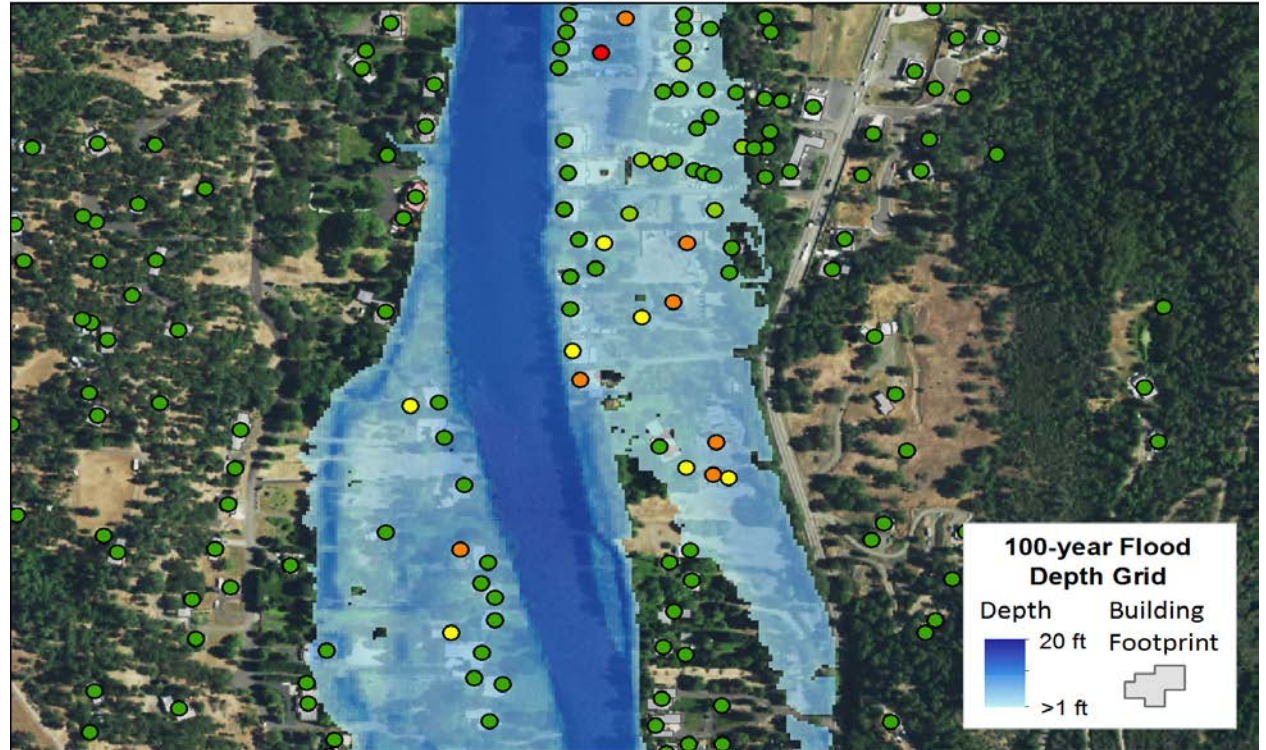 100-year Flood
Depth Grid
Depth
Building
Footprint
20 ft
>1 ft